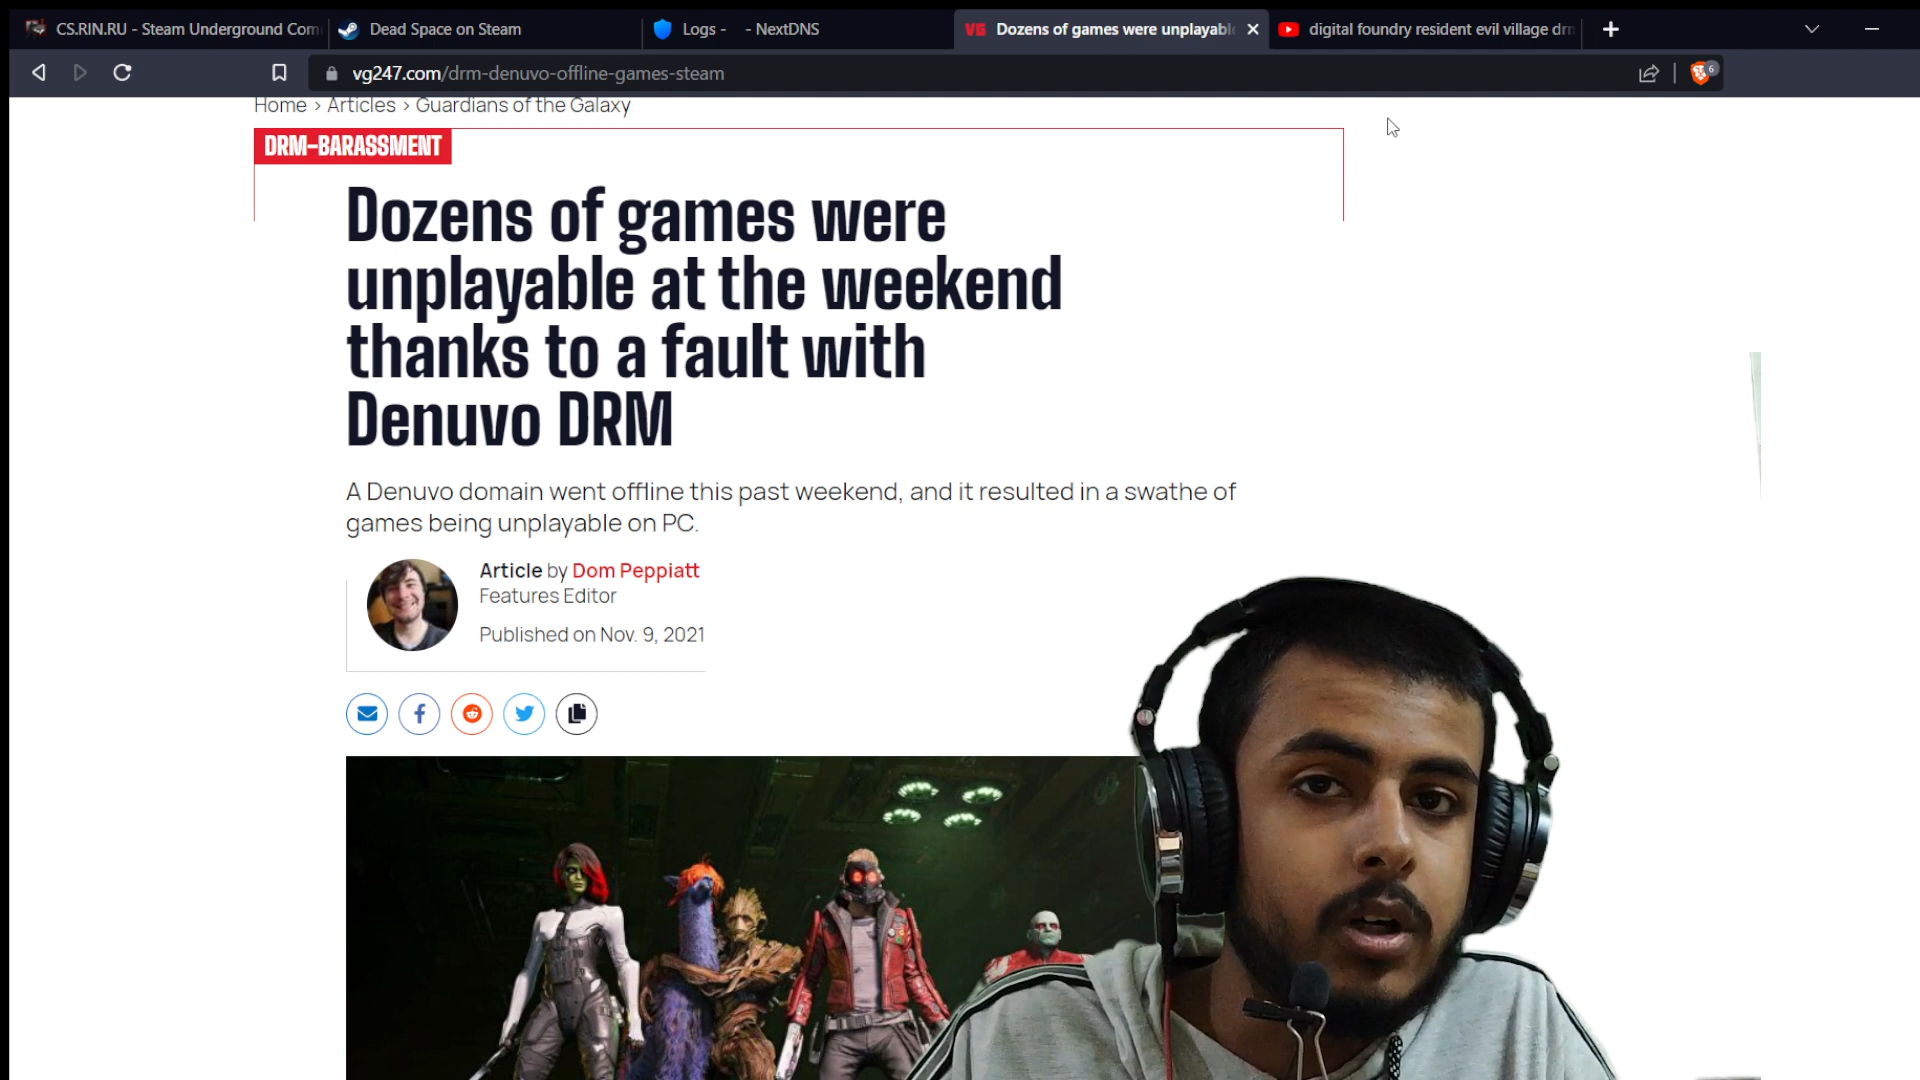 CS.RIN.RU - Steam Underground Com
Dead Space on Steam
Logs - - NextDNS
VG Dozens of games were unplayabl
digital foundry resident evil village drm
vg247.com/drm-denuvo-offline-games-steam
6
Home > Articles > Guardians of the Galaxy
DRM-BARASSMENT
Dozens of games were
unplayable at the weekend
thanks to a fault with
Denuvo DRM
A Denuvo domain went offline this past weekend, and it resulted in a swathe of
games being unplayable on PC.
Article by Dom Peppiatt
Features Editor
Published on Nov. 9, 2021